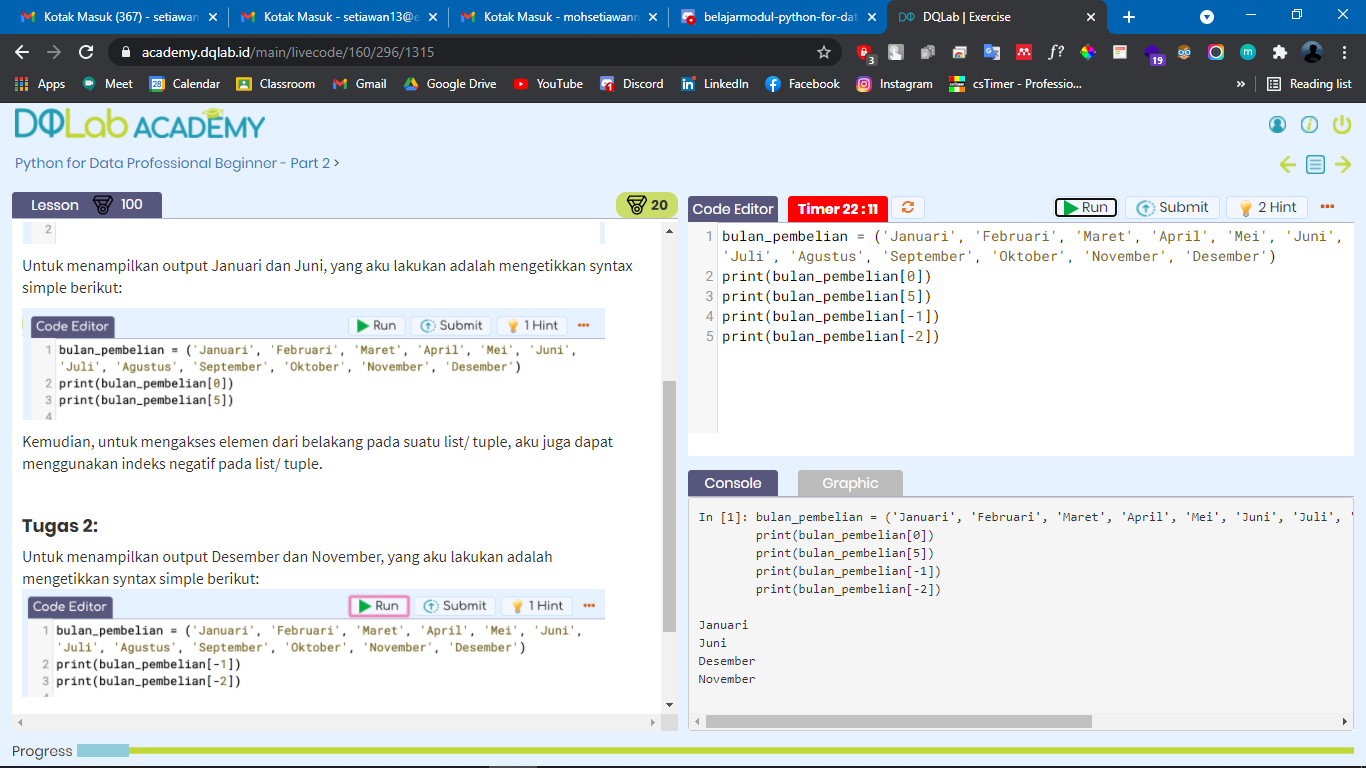 Kotak Masuk (367) - setiawan
Kotak Masuk - setiawan13@e
Kotak Masuk - mohsetiawann
belajarmodul-python-for-dat
DQLab | Exercise
academy.dqlab.id/main/livecode/160/296/1315
3
f?
19
Apps
Meet
28
Calendar
Classroom
Gmail
Google Drive
YouTube
Discord
LinkedIn
Facebook
Instagram
csTimer - Professio...
»
Reading list
DQLab ACADEMY
Python for Data Professional Beginner - Part 2 >
Lesson 100
20
2
Untuk menampilkan output Januari dan Juni, yang aku lakukan adalah mengetikkan syntax
simple berikut:
Code Editor Run Submit 1 Hint
1 bulan_pembelian = ('Januari', 'Februari', 'Maret', 'April', 'Mei', 'Juni',
'Juli', 'Agustus', 'September', 'Oktober', 'November', 'Desember')
2 print(bulan_pembelian[0])
3 print(bulan_pembelian[5])
4
Kemudian, untuk mengakses elemen dari belakang pada suatu list/ tuple, aku juga dapat
menggunakan indeks negatif pada list/ tuple.
Tugas 2:
Untuk menampilkan output Desember dan November, yang aku lakukan adalah
mengetikkan syntax simple berikut:
Code Editor Run Submit 1 Hint
1 bulan_pembelian = ('Januari', 'Februari', 'Maret', 'April', 'Mei', 'Juni',
'Juli', 'Agustus', 'September', 'Oktober', 'November', 'Desember')
2 print(bulan_pembelian[-1])
3 print(bulan_pembelian[-2])
Code Editor Timer 22 : 11 Run Submit 2 Hint
1 bulan_pembelian = ('Januari', 'Februari', 'Maret', 'April', 'Mei', 'Juni',
'Juli', 'Agustus', 'September', 'Oktober', 'November', 'Desember')
2 print(bulan_pembelian[0])
3 print(bulan_pembelian[5])
4 print(bulan_pembelian[-1])
5 print(bulan_pembelian[-2])
Console Graphic
In [1]: bulan_pembelian = ('Januari', 'Februari', 'Maret', 'April', 'Mei', 'Juni', 'Juli', '
print(bulan_pembelian[0])
print(bulan_pembelian[5])
print(bulan_pembelian[-1])
print(bulan_pembelian[-2])
Januari
Juni
Desember
November
Progress